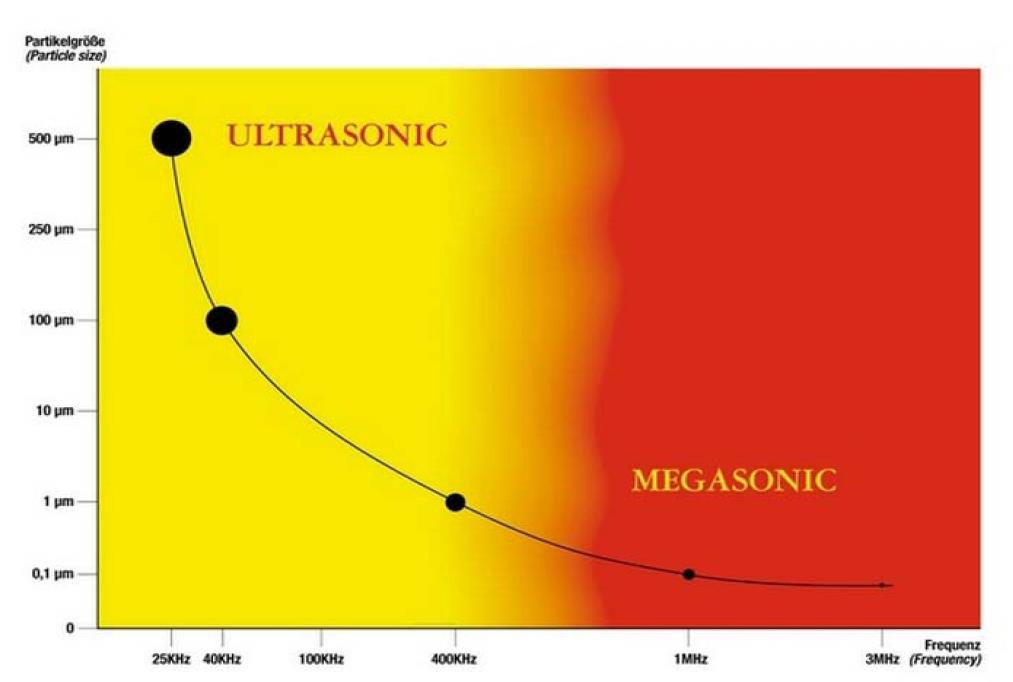 Partikelgröße
(Particle size)
ULTRASONIC
500 µm
250 µm
100 µm
10 µm
MEGASONIC
1 µm
0,1 µm
0
25KHz 40KHz 100KHz 400KHz 1MHz 3MHz
Frequenz
(Frequency)